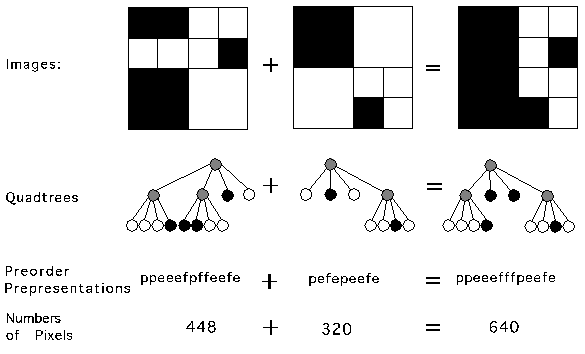 Images:
+ =
Quadtrees
+ =
Preorder
Prepresentations
ppeeefpffeefe + pefepeefe = ppeeefffpeefe
Numbers
of Pixels
448 + 320 = 640